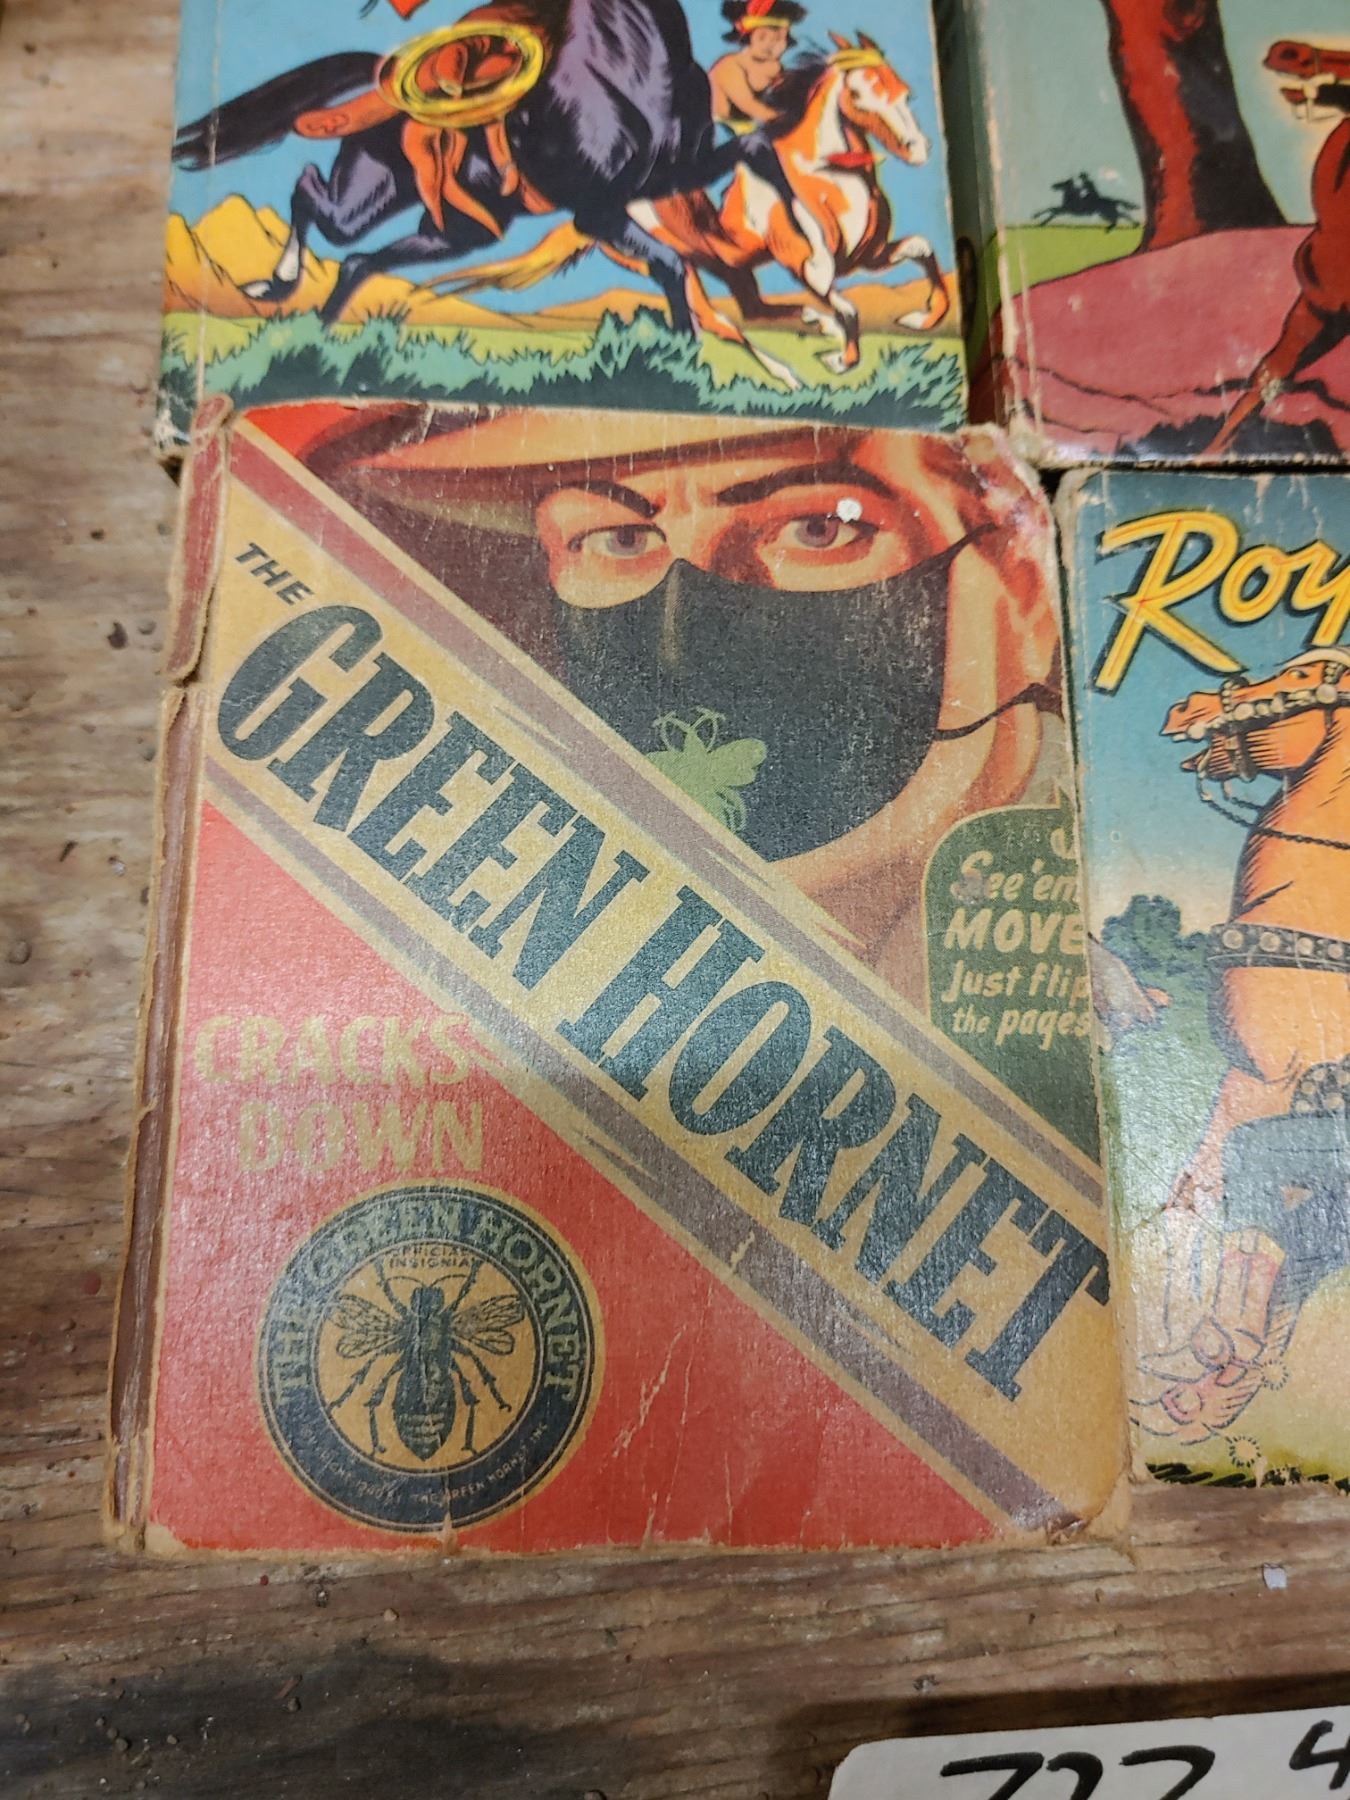 THE
GREEN HORNET
See 'em
MOVE
Just flip
the pages
CRACKS
DOWN
THE GREEN HORNET
OFFICIAL
INSIGNIA
Roy